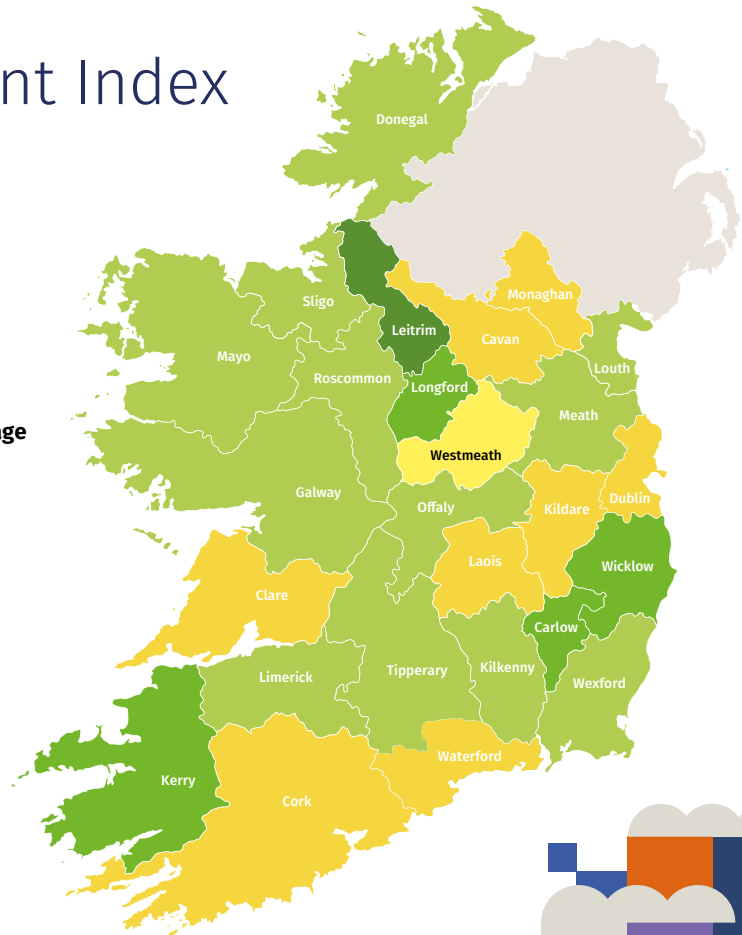 nt Index
Donegal
Monaghan
Sligo
Leitrim
Cavan
Mayo
Louth
Roscommon
Longford
Meath
age
Westmeath
Galway
Dublin
Offaly
Kildare
Laois
Wicklow
Clare
Carlow
Kilkenny
Tipperary
Limerick
Wexford
Waterford
Kerry
Cork